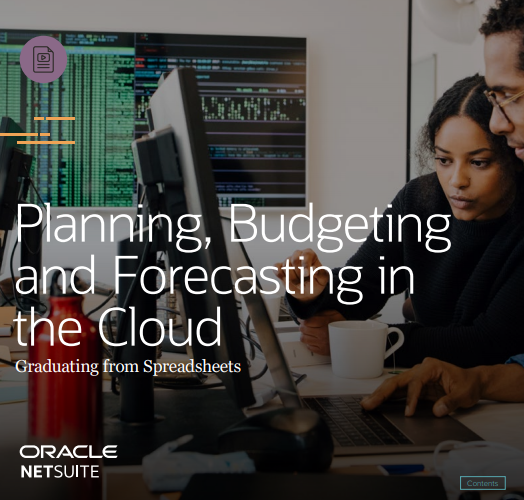 Planning, Budgeting
and Forecasting in
the Cloud
Graduating from Spreadsheets
ORACLE
NETSUITE
Contents